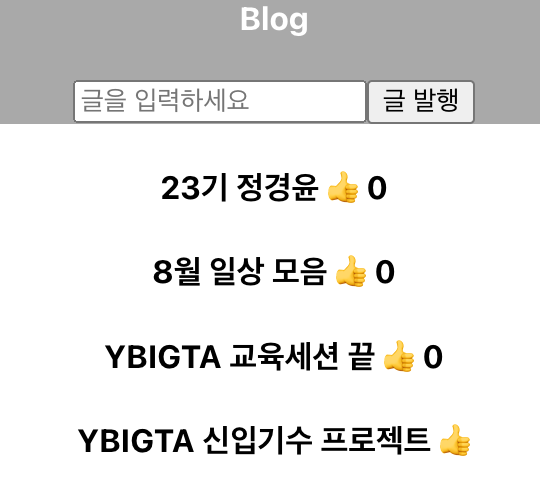 Blog
글을 입력하세요 글 발행
23기 정경윤 👍 0
8월 일상 모음 👍 0
YBIGTA 교육세션 끝 👍 0
YBIGTA 신입기수 프로젝트 👍